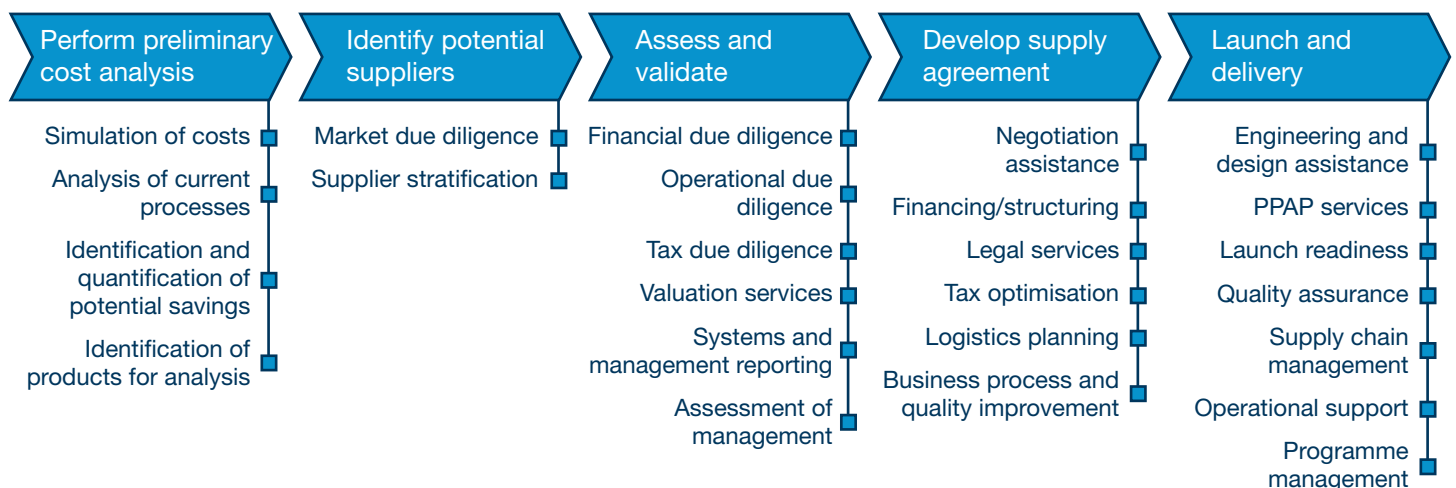 Perform preliminary
cost analysis
Simulation of costs
Analysis of current
processes
Identification and
quantification of
potential savings
Identification of
products for analysis
Identify potential
suppliers
Market due diligence
Supplier stratification
Assess and
validate
Financial due diligence
Operational due
diligence
Tax due diligence
Valuation services
Systems and
management reporting
Assessment of
management
Develop supply
agreement
Negotiation
assistance
Financing/structuring
Legal services
Tax optimisation
Logistics planning
Business process and
quality improvement
Launch and
delivery
Engineering and
design assistance
PPAP services
Launch readiness
Quality assurance
Supply chain
management
Operational support
Programme
management